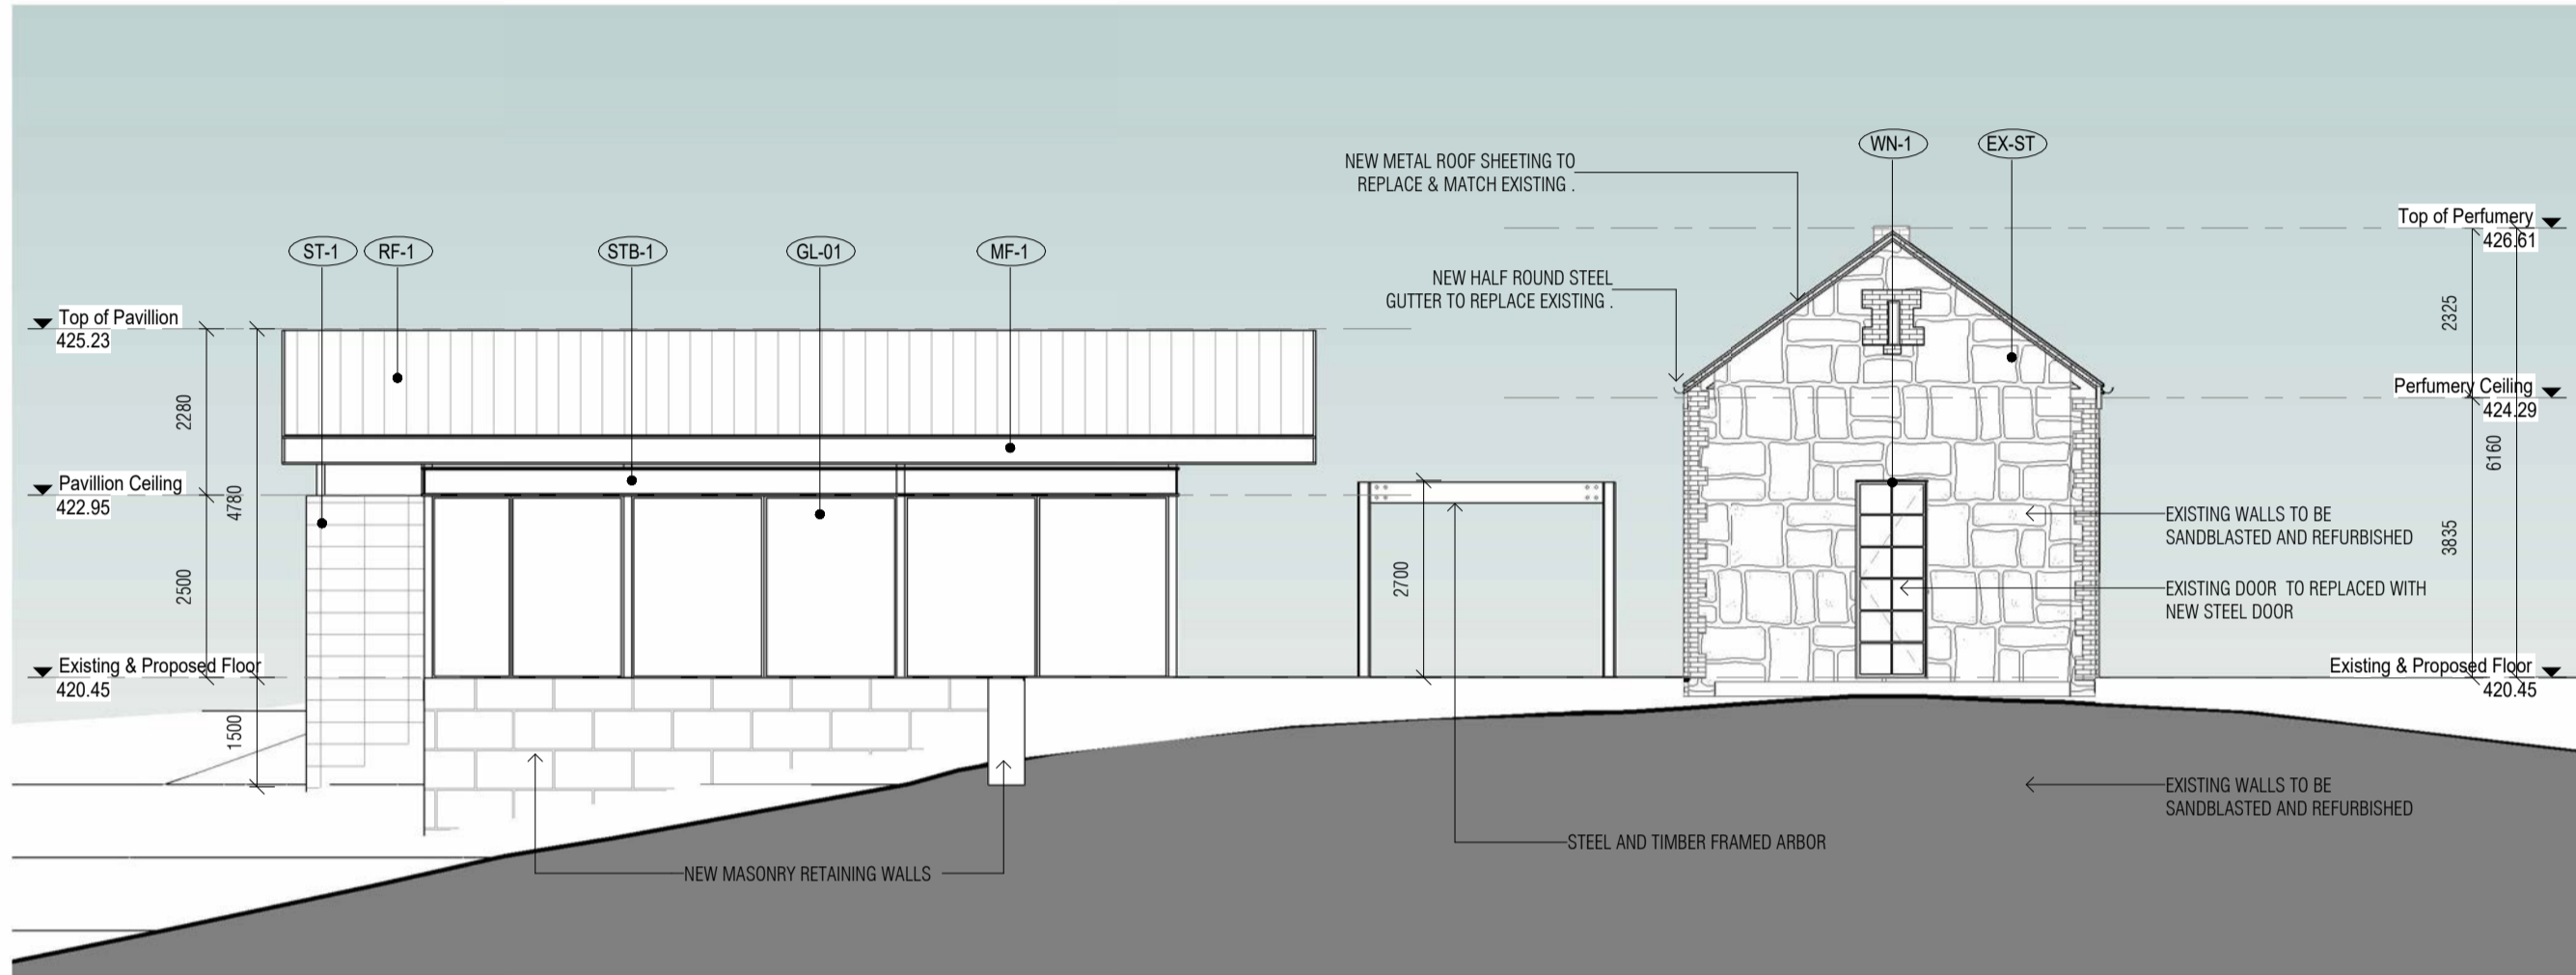 WN-1
EX-ST
NEW METAL ROOF SHEETING TO
REPLACE & MATCH EXISTING .
Top of Perfumery
426.61
ST-1
RF-1
STB-1
GL-01
MF-1
NEW HALF ROUND STEEL
GUTTER TO REPLACE EXISTING .
2325
Top of Pavillion
425.23
2280
Perfumery Ceiling
424.29
6160
Pavillion Ceiling
422.95
4780
2500
2700
EXISTING WALLS TO BE
SANDBLASTED AND REFURBISHED
3835
EXISTING DOOR TO REPLACED WITH
NEW STEEL DOOR
Existing & Proposed Floor
420.45
Existing & Proposed Floor
420.45
1500
EXISTING WALLS TO BE
SANDBLASTED AND REFURBISHED
STEEL AND TIMBER FRAMED ARBOR
NEW MASONRY RETAINING WALLS